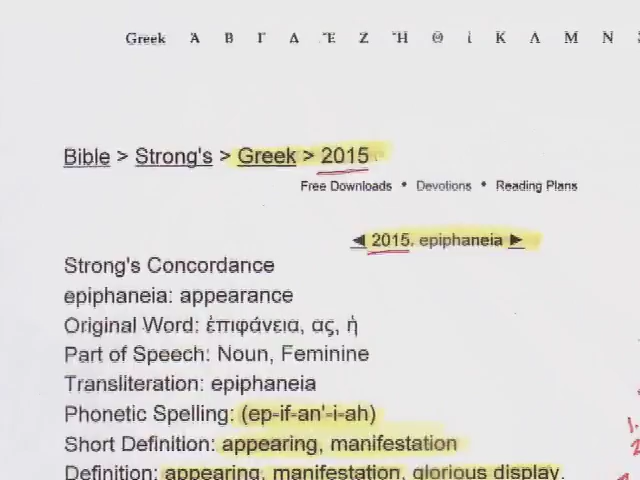 Greek Ἀ Β Γ Δ Ἐ Ζ Ἡ Θ Ἰ Κ Λ Μ Ν
Bible > Strong's > Greek > 2015
Free Downloads • Devotions • Reading Plans
◄ 2015. epiphaneia ►
Strong's Concordance
epiphaneia: appearance
Original Word: ἐπιφάνεια, ας, ἡ
Part of Speech: Noun, Feminine
Transliteration: epiphaneia
Phonetic Spelling: (ep-if-an'-i-ah)
Short Definition: appearing, manifestation
1.
2
Definition: appearing, manifestation, glorious display.